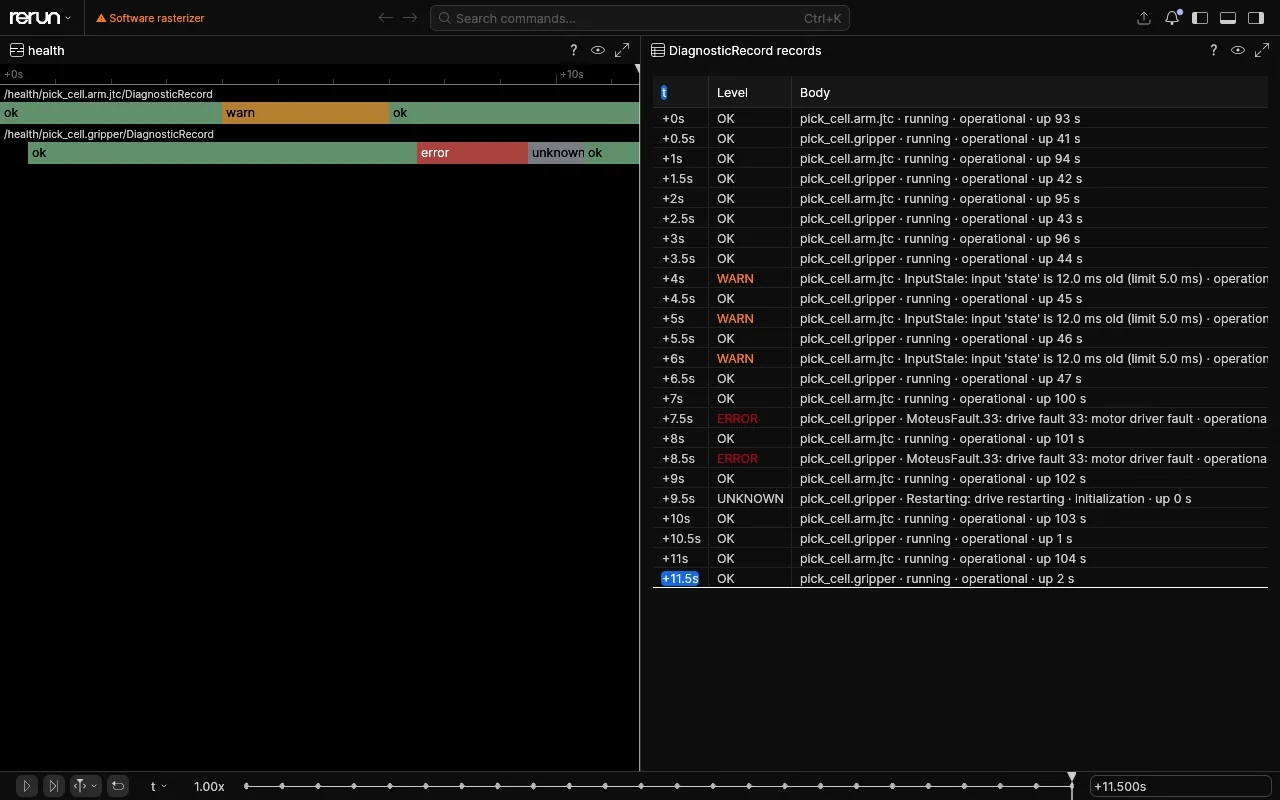 rerun
Software rasterizer
Search commands...
Ctrl+K
health
?
+0s
+10s
/health/pick_cell.arm.jtc/DiagnosticRecord
ok warn ok
/health/pick_cell.gripper/DiagnosticRecord
ok error unknown ok
DiagnosticRecord records
?
t Level Body
+0s OK pick_cell.arm.jtc · running · operational · up 93 s
+0.5s OK pick_cell.gripper · running · operational · up 41 s
+1s OK pick_cell.arm.jtc · running · operational · up 94 s
+1.5s OK pick_cell.gripper · running · operational · up 42 s
+2s OK pick_cell.arm.jtc · running · operational · up 95 s
+2.5s OK pick_cell.gripper · running · operational · up 43 s
+3s OK pick_cell.arm.jtc · running · operational · up 96 s
+3.5s OK pick_cell.gripper · running · operational · up 44 s
+4s WARN pick_cell.arm.jtc · InputStale: input 'state' is 12.0 ms old (limit 5.0 ms) · operation
+4.5s OK pick_cell.gripper · running · operational · up 45 s
+5s WARN pick_cell.arm.jtc · InputStale: input 'state' is 12.0 ms old (limit 5.0 ms) · operation
+5.5s OK pick_cell.gripper · running · operational · up 46 s
+6s WARN pick_cell.arm.jtc · InputStale: input 'state' is 12.0 ms old (limit 5.0 ms) · operation
+6.5s OK pick_cell.gripper · running · operational · up 47 s
+7s OK pick_cell.arm.jtc · running · operational · up 100 s
+7.5s ERROR pick_cell.gripper · MoteusFault.33: drive fault 33: motor driver fault · operationa
+8s OK pick_cell.arm.jtc · running · operational · up 101 s
+8.5s ERROR pick_cell.gripper · MoteusFault.33: drive fault 33: motor driver fault · operationa
+9s OK pick_cell.arm.jtc · running · operational · up 102 s
+9.5s UNKNOWN pick_cell.gripper · Restarting: drive restarting · initialization · up 0 s
+10s OK pick_cell.arm.jtc · running · operational · up 103 s
+10.5s OK pick_cell.gripper · running · operational · up 1 s
+11s OK pick_cell.arm.jtc · running · operational · up 104 s
+11.5s OK pick_cell.gripper · running · operational · up 2 s
t 1.00x +11.500s